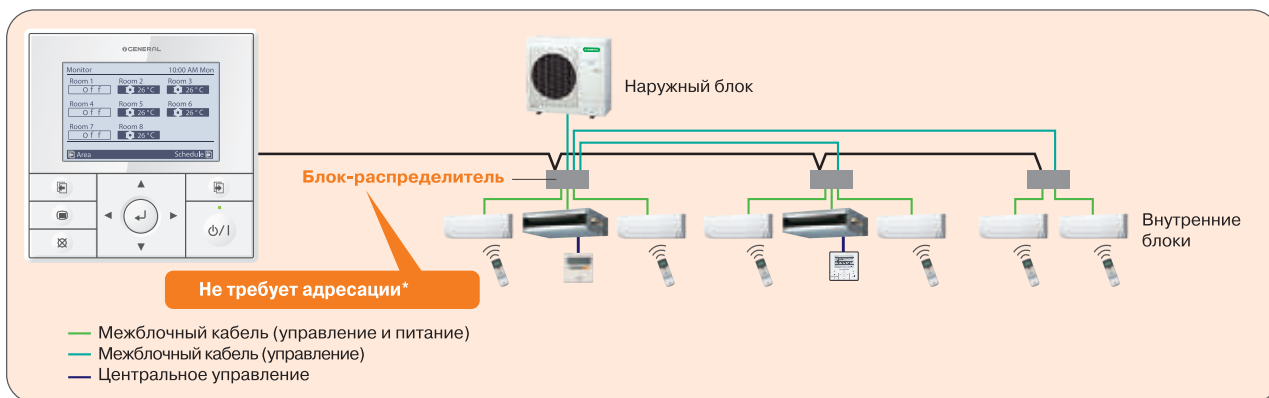 GENERAL
Monitor 10:00 AM Mon
Room 1 Room 2 Room 3
Off 26°C 26°C
Room 4 Room 5 Room 6
Off 26°C 26°C
Room 7 Room 8
Off 26°C
Area Schedule
Наружный блок
Блок-распределитель
Внутренние
блоки
Не требует адресации*
Межблочный кабель (управление и питание)
Межблочный кабель (управление)
Центральное управление